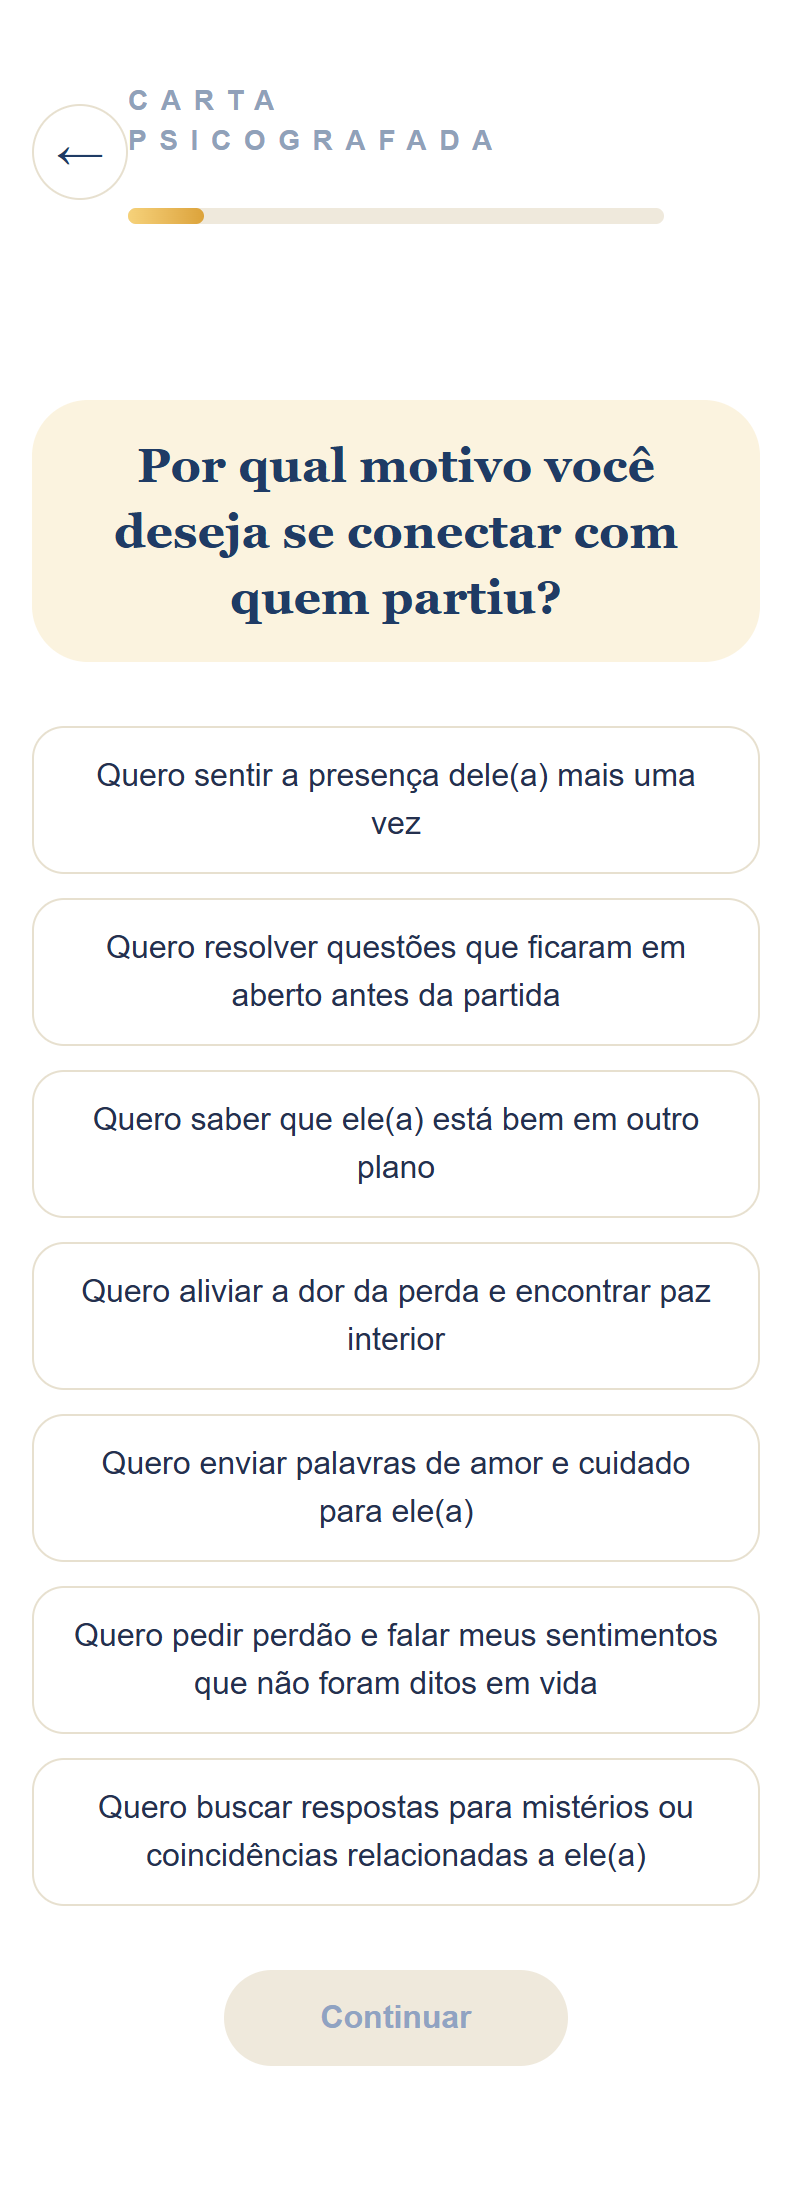 CARTA
PSICOGRAFADA
←
Por qual motivo você
deseja se conectar com
quem partiu?
Quero sentir a presença dele(a) mais uma
vez
Quero resolver questões que ficaram em
aberto antes da partida
Quero saber que ele(a) está bem em outro
plano
Quero aliviar a dor da perda e encontrar paz
interior
Quero enviar palavras de amor e cuidado
para ele(a)
Quero pedir perdão e falar meus sentimentos
que não foram ditos em vida
Quero buscar respostas para mistérios ou
coincidências relacionadas a ele(a)
Continuar